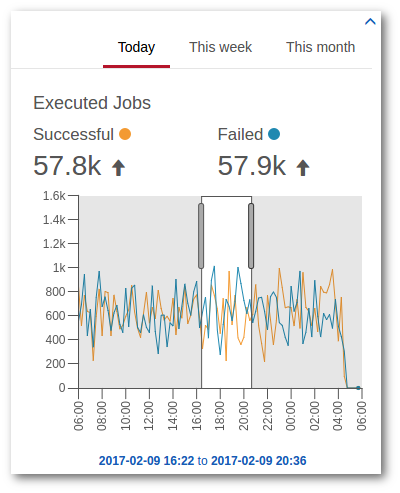 Today This week This month
Executed Jobs
Successful Failed
57.8k 57.9k
1.6k
1.4k
1.2k
1k
800
600
400
200
0
06:00 08:00 10:00 12:00 14:00 16:00 18:00 20:00 22:00 00:00 02:00 04:00 06:00
2017-02-09 16:22 to 2017-02-09 20:36